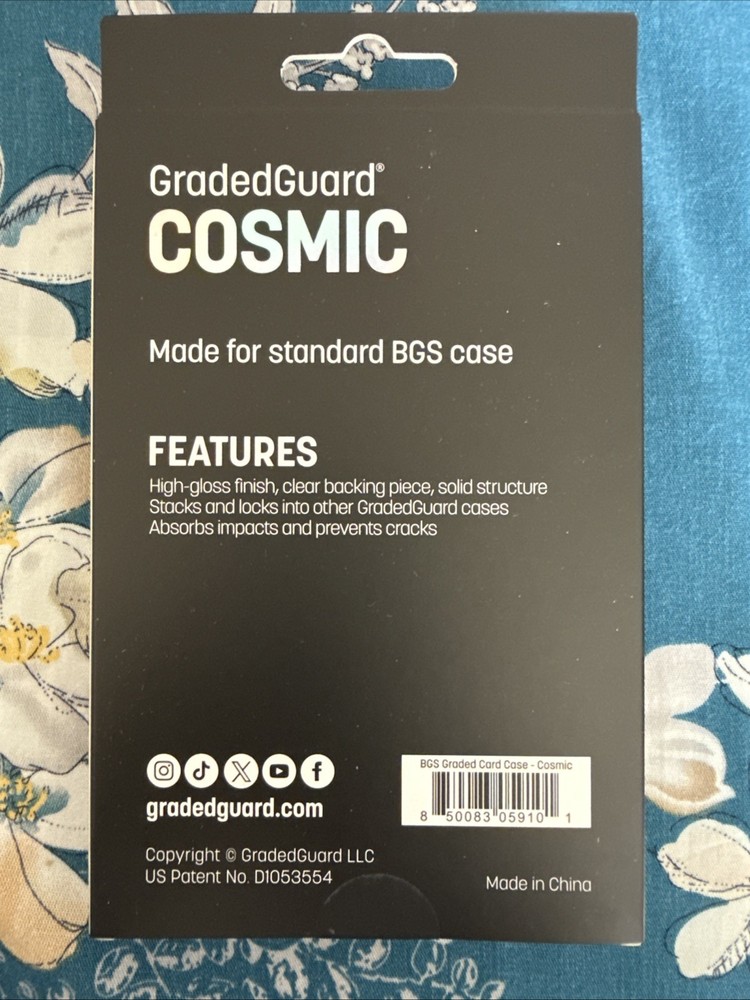 GradedGuard®
COSMIC
Made for standard BGS case
FEATURES
High-gloss finish, clear backing piece, solid structure
Stacks and locks into other GradedGuard cases
Absorbs impacts and prevents cracks
gradedguard.com
BGS Graded Card Case - Cosmic
8 50083 05910 1
Copyright © GradedGuard LLC
US Patent No. D1053554
Made in China